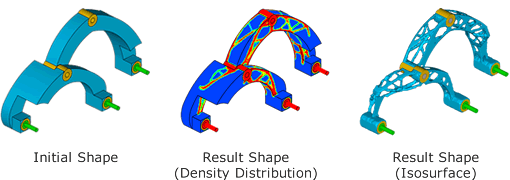 Initial Shape
Result Shape
(Density Distribution)
Result Shape
(Isosurface)